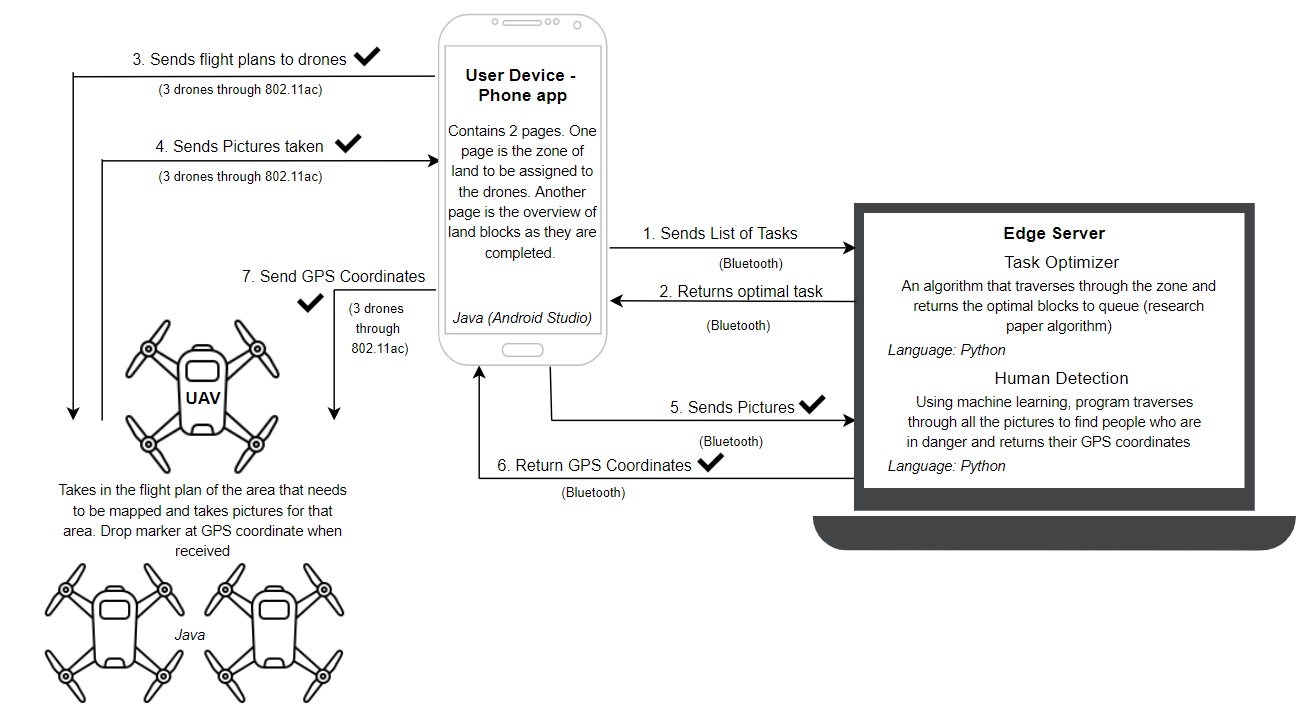 3. Sends flight plans to drones
(3 drones through 802.11ac)
4. Sends Pictures taken
(3 drones through 802.11ac)
7. Send GPS Coordinates
(3 drones
through
802.11ac)
UAV
Takes in the flight plan of the area that needs
to be mapped and takes pictures for that
area. Drop marker at GPS coordinate when
received
Java
User Device -
Phone app
Contains 2 pages. One
page is the zone of
land to be assigned to
the drones. Another
page is the overview of
land blocks as they are
completed.
Java (Android Studio)
1. Sends List of Tasks
(Bluetooth)
2. Returns optimal task
(Bluetooth)
5. Sends Pictures
(Bluetooth)
6. Return GPS Coordinates
(Bluetooth)
Edge Server
Task Optimizer
An algorithm that traverses through the zone and
returns the optimal blocks to queue (research
paper algorithm)
Language: Python
Human Detection
Using machine learning, program traverses
through all the pictures to find people who are
in danger and returns their GPS coordinates
Language: Python